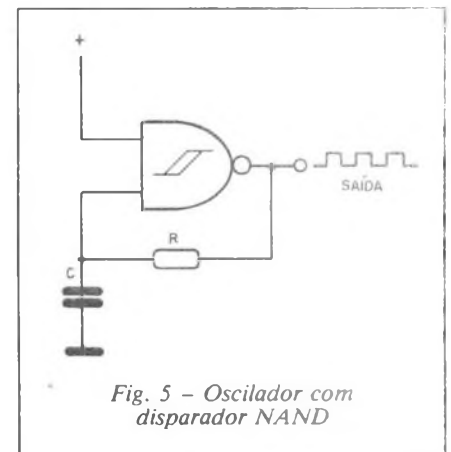 +
SAÍDA
R
C
Fig. 5 – Oscilador com
disparador NAND